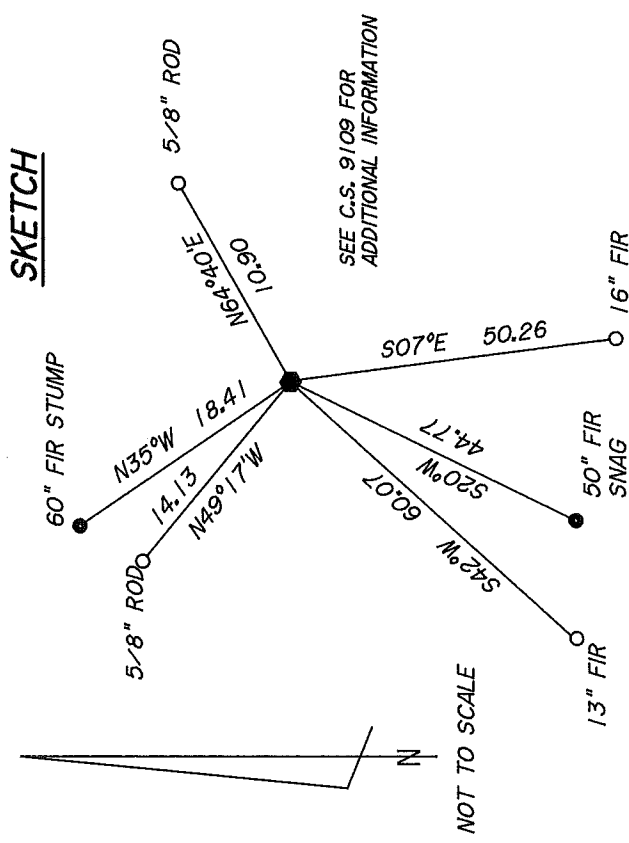 SKETCH
60" FIR STUMP
5/8" ROD
N35°W 18.41
N64°40'E
10.90
14.13
N49°17'W
5/8" ROD
SEE C.S. 9109 FOR
ADDITIONAL INFORMATION
S07°E 50.26
60.07
S42°W
44.77
S20°W
16" FIR
50" FIR
SNAG
13" FIR
N
NOT TO SCALE